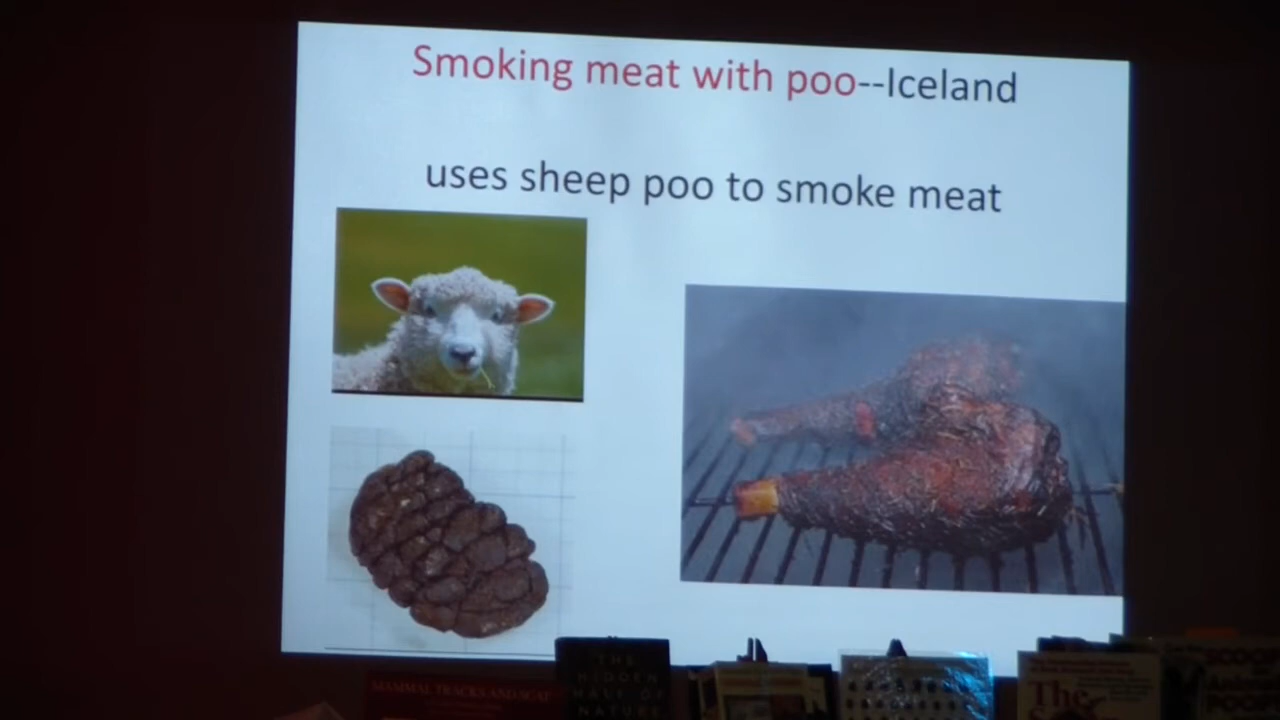 Smoking meat with poo--Iceland
uses sheep poo to smoke meat
MAMMAL TRACKS AND SCAT
THE
HIDDEN
HALF OF
NATURE
The